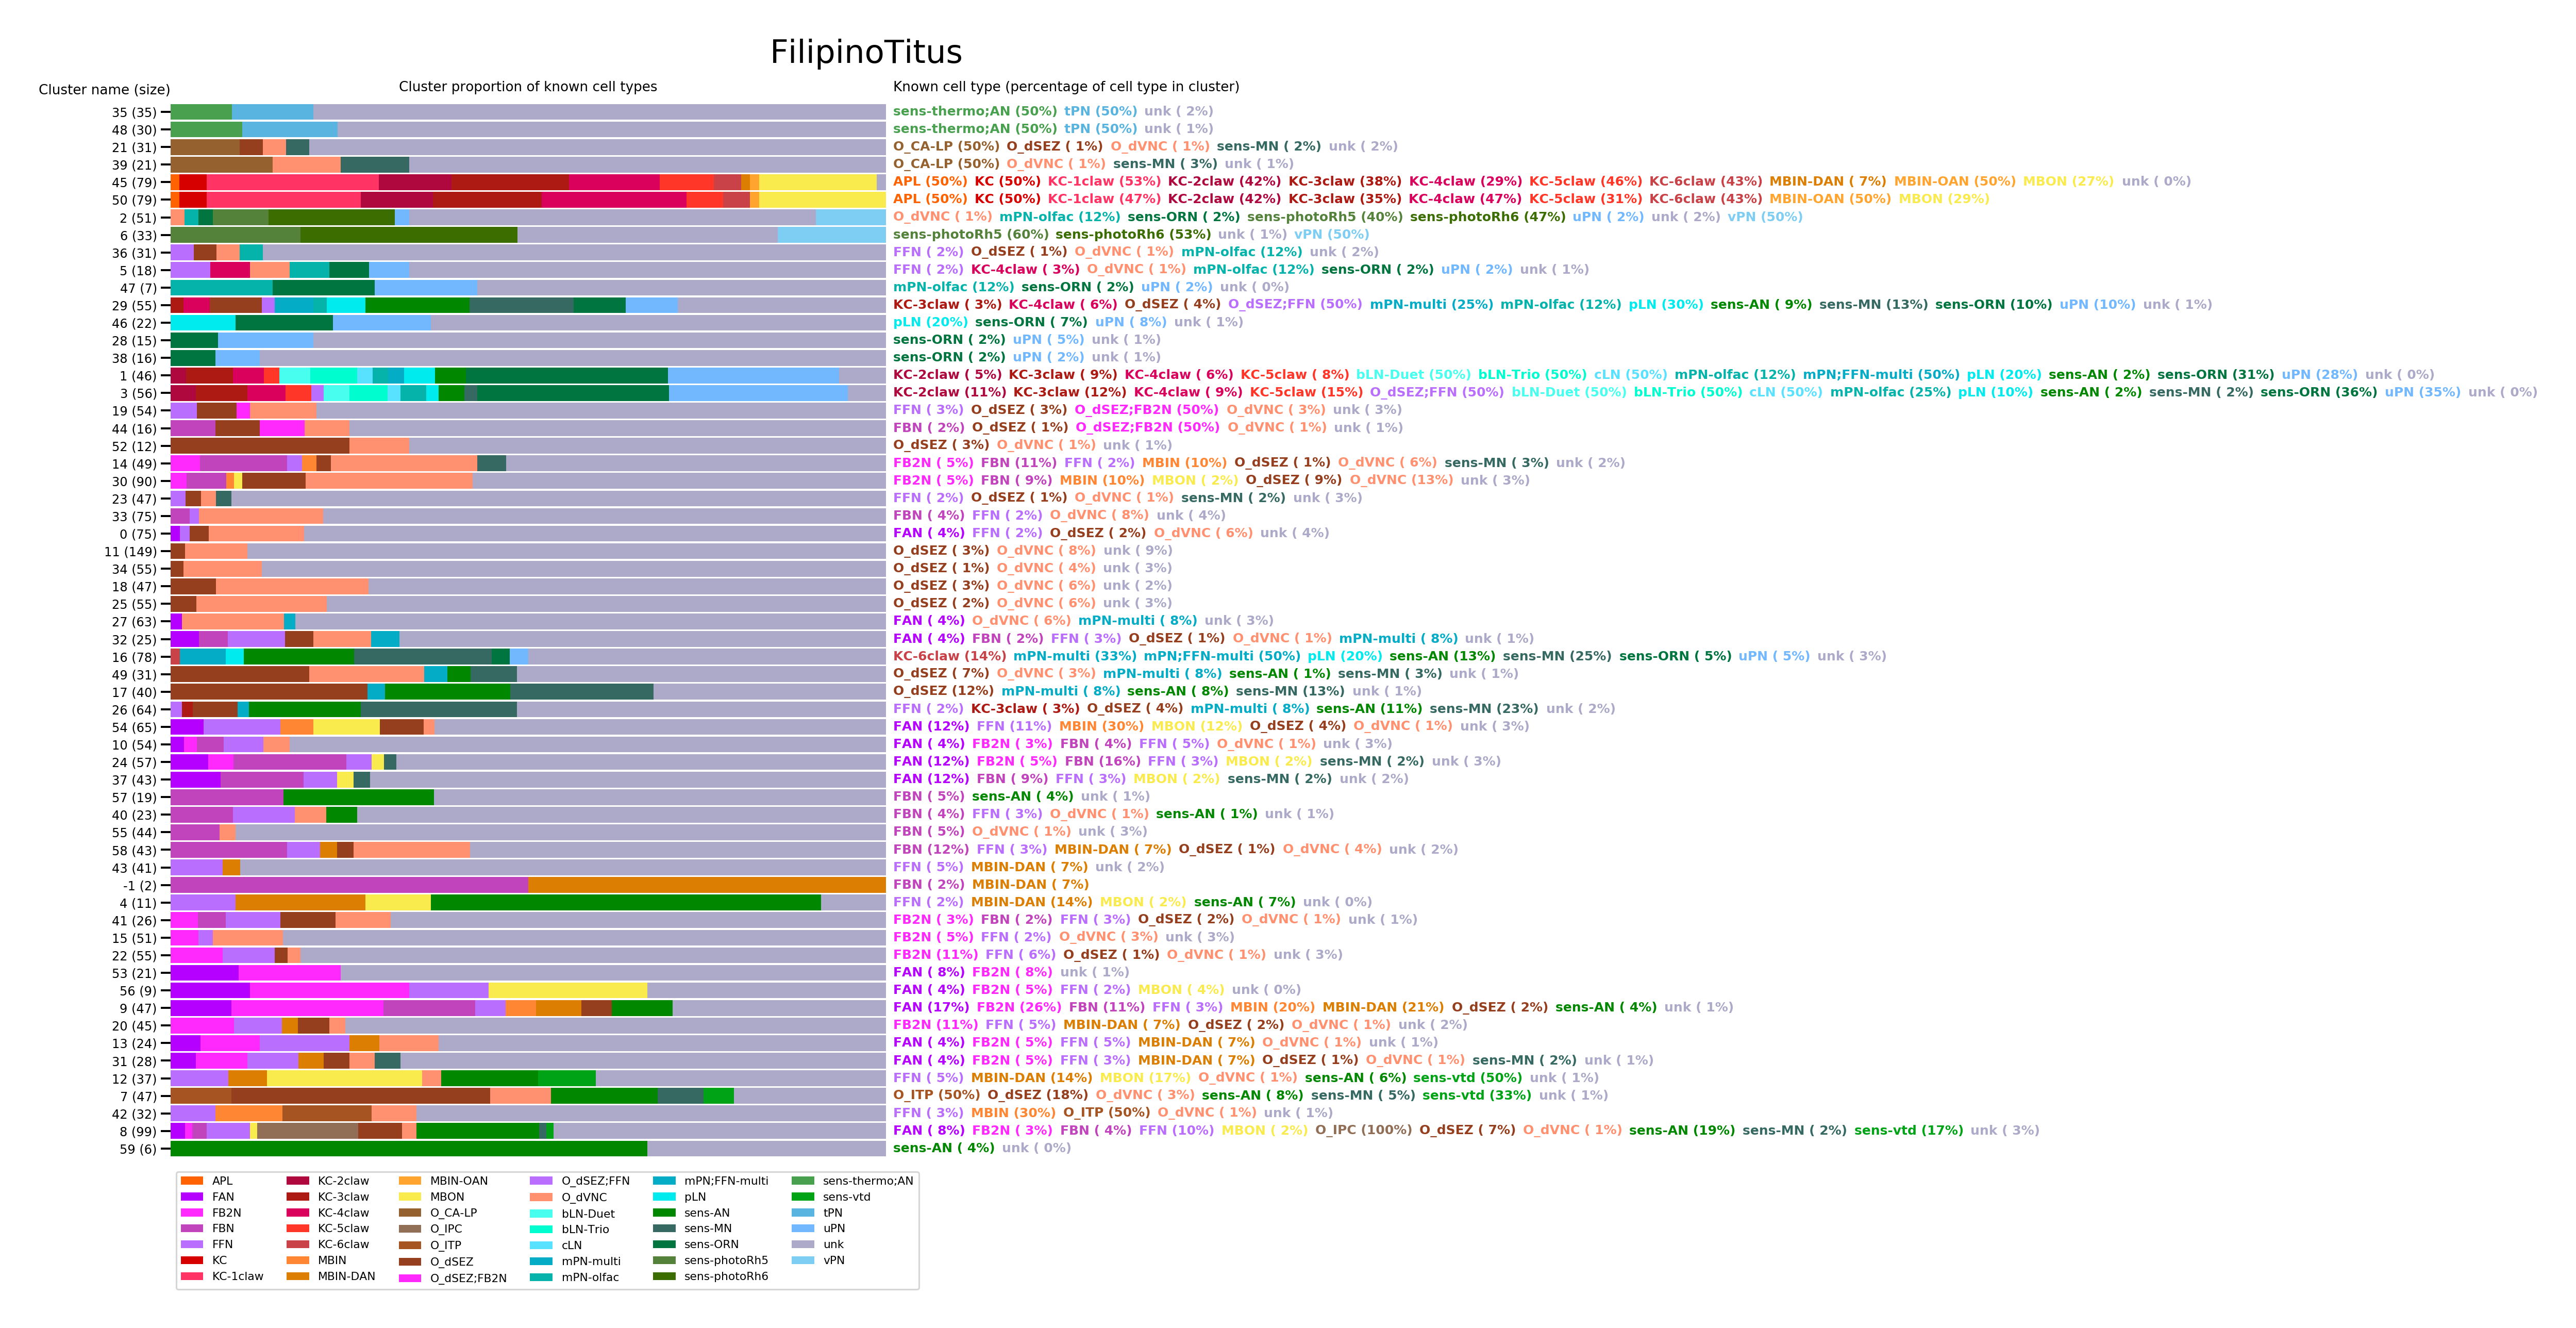 FilipinoTitus
Cluster name (size) Cluster proportion of known cell types Known cell type (percentage of cell type in cluster)
35 (35) sens-thermo;AN (50%) tPN (50%) unk ( 2%)
48 (30) sens-thermo;AN (50%) tPN (50%) unk ( 1%)
21 (31) O_CA-LP (50%) O_dSEZ ( 1%) O_dVNC ( 1%) sens-MN ( 2%) unk ( 2%)
39 (21) O_CA-LP (50%) O_dVNC ( 1%) sens-MN ( 3%) unk ( 1%)
45 (79) APL (50%) KC (50%) KC-1claw (53%) KC-2claw (42%) KC-3claw (38%) KC-4claw (29%) KC-5claw (46%) KC-6claw (43%) MBIN-DAN ( 7%) MBIN-OAN (50%) MBON (27%) unk ( 0%)
50 (79) APL (50%) KC (50%) KC-1claw (47%) KC-2claw (42%) KC-3claw (35%) KC-4claw (47%) KC-5claw (31%) KC-6claw (43%) MBIN-OAN (50%) MBON (29%)
2 (51) O_dVNC ( 1%) mPN-olfac (12%) sens-ORN ( 2%) sens-photoRh5 (40%) sens-photoRh6 (47%) uPN ( 2%) unk ( 2%) vPN (50%)
6 (33) sens-photoRh5 (60%) sens-photoRh6 (53%) unk ( 1%) vPN (50%)
36 (31) FFN ( 2%) O_dSEZ ( 1%) O_dVNC ( 1%) mPN-olfac (12%) unk ( 2%)
5 (18) FFN ( 2%) KC-4claw ( 3%) O_dVNC ( 1%) mPN-olfac (12%) sens-ORN ( 2%) uPN ( 2%) unk ( 1%)
47 (7) mPN-olfac (12%) sens-ORN ( 2%) uPN ( 2%) unk ( 0%)
29 (55) KC-3claw ( 3%) KC-4claw ( 6%) O_dSEZ ( 4%) O_dSEZ;FFN (50%) mPN-multi (25%) mPN-olfac (12%) pLN (30%) sens-AN ( 9%) sens-MN (13%) sens-ORN (10%) uPN (10%) unk ( 1%)
46 (22) pLN (20%) sens-ORN ( 7%) uPN ( 8%) unk ( 1%)
28 (15) sens-ORN ( 2%) uPN ( 5%) unk ( 1%)
38 (16) sens-ORN ( 2%) uPN ( 2%) unk ( 1%)
1 (46) KC-2claw ( 5%) KC-3claw ( 9%) KC-4claw ( 6%) KC-5claw ( 8%) bLN-Duet (50%) bLN-Trio (50%) cLN (50%) mPN-olfac (12%) mPN;FFN-multi (50%) pLN (20%) sens-AN ( 2%) sens-ORN (31%) uPN (28%) unk ( 0%)
3 (56) KC-2claw (11%) KC-3claw (12%) KC-4claw ( 9%) KC-5claw (15%) O_dSEZ;FFN (50%) bLN-Duet (50%) bLN-Trio (50%) cLN (50%) mPN-olfac (25%) pLN (10%) sens-AN ( 2%) sens-MN ( 2%) sens-ORN (36%) uPN (35%) unk ( 0%)
19 (54) FFN ( 3%) O_dSEZ ( 3%) O_dSEZ;FB2N (50%) O_dVNC ( 3%) unk ( 3%)
44 (16) FBN ( 2%) O_dSEZ ( 1%) O_dSEZ;FB2N (50%) O_dVNC ( 1%) unk ( 1%)
52 (12) O_dSEZ ( 3%) O_dVNC ( 1%) unk ( 1%)
14 (49) FB2N ( 5%) FBN (11%) FFN ( 2%) MBIN (10%) O_dSEZ ( 1%) O_dVNC ( 6%) sens-MN ( 3%) unk ( 2%)
30 (90) FB2N ( 5%) FBN ( 9%) MBIN (10%) MBON ( 2%) O_dSEZ ( 9%) O_dVNC (13%) unk ( 3%)
23 (47) FFN ( 2%) O_dSEZ ( 1%) O_dVNC ( 1%) sens-MN ( 2%) unk ( 3%)
33 (75) FBN ( 4%) FFN ( 2%) O_dVNC ( 8%) unk ( 4%)
0 (75) FAN ( 4%) FFN ( 2%) O_dSEZ ( 2%) O_dVNC ( 6%) unk ( 4%)
11 (149) O_dSEZ ( 3%) O_dVNC ( 8%) unk ( 9%)
34 (55) O_dSEZ ( 1%) O_dVNC ( 4%) unk ( 3%)
18 (47) O_dSEZ ( 3%) O_dVNC ( 6%) unk ( 2%)
25 (55) O_dSEZ ( 2%) O_dVNC ( 6%) unk ( 3%)
27 (63) FAN ( 4%) O_dVNC ( 6%) mPN-multi ( 8%) unk ( 3%)
32 (25) FAN ( 4%) FBN ( 2%) FFN ( 3%) O_dSEZ ( 1%) O_dVNC ( 1%) mPN-multi ( 8%) unk ( 1%)
16 (78) KC-6claw (14%) mPN-multi (33%) mPN;FFN-multi (50%) pLN (20%) sens-AN (13%) sens-MN (25%) sens-ORN ( 5%) uPN ( 5%) unk ( 3%)
49 (31) O_dSEZ ( 7%) O_dVNC ( 3%) mPN-multi ( 8%) sens-AN ( 1%) sens-MN ( 3%) unk ( 1%)
17 (40) O_dSEZ (12%) mPN-multi ( 8%) sens-AN ( 8%) sens-MN (13%) unk ( 1%)
26 (64) FFN ( 2%) KC-3claw ( 3%) O_dSEZ ( 4%) mPN-multi ( 8%) sens-AN (11%) sens-MN (23%) unk ( 2%)
54 (65) FAN (12%) FFN (11%) MBIN (30%) MBON (12%) O_dSEZ ( 4%) O_dVNC ( 1%) unk ( 3%)
10 (54) FAN ( 4%) FB2N ( 3%) FBN ( 4%) FFN ( 5%) O_dVNC ( 1%) unk ( 3%)
24 (57) FAN (12%) FB2N ( 5%) FBN (16%) FFN ( 3%) MBON ( 2%) sens-MN ( 2%) unk ( 3%)
37 (43) FAN (12%) FBN ( 9%) FFN ( 3%) MBON ( 2%) sens-MN ( 2%) unk ( 2%)
57 (19) FBN ( 5%) sens-AN ( 4%) unk ( 1%)
40 (23) FBN ( 4%) FFN ( 3%) O_dVNC ( 1%) sens-AN ( 1%) unk ( 1%)
55 (44) FBN ( 5%) O_dVNC ( 1%) unk ( 3%)
58 (43) FBN (12%) FFN ( 3%) MBIN-DAN ( 7%) O_dSEZ ( 1%) O_dVNC ( 4%) unk ( 2%)
43 (41) FFN ( 5%) MBIN-DAN ( 7%) unk ( 2%)
-1 (2) FBN ( 2%) MBIN-DAN ( 7%)
4 (11) FFN ( 2%) MBIN-DAN (14%) MBON ( 2%) sens-AN ( 7%) unk ( 0%)
41 (26) FB2N ( 3%) FBN ( 2%) FFN ( 3%) O_dSEZ ( 2%) O_dVNC ( 1%) unk ( 1%)
15 (51) FB2N ( 5%) FFN ( 2%) O_dVNC ( 3%) unk ( 3%)
22 (55) FB2N (11%) FFN ( 6%) O_dSEZ ( 1%) O_dVNC ( 1%) unk ( 3%)
53 (21) FAN ( 8%) FB2N ( 8%) unk ( 1%)
56 (9) FAN ( 4%) FB2N ( 5%) FFN ( 2%) MBON ( 4%) unk ( 0%)
9 (47) FAN (17%) FB2N (26%) FBN (11%) FFN ( 3%) MBIN (20%) MBIN-DAN (21%) O_dSEZ ( 2%) sens-AN ( 4%) unk ( 1%)
20 (45) FB2N (11%) FFN ( 5%) MBIN-DAN ( 7%) O_dSEZ ( 2%) O_dVNC ( 1%) unk ( 2%)
13 (24) FAN ( 4%) FB2N ( 5%) FFN ( 5%) MBIN-DAN ( 7%) O_dVNC ( 1%) unk ( 1%)
31 (28) FAN ( 4%) FB2N ( 5%) FFN ( 3%) MBIN-DAN ( 7%) O_dSEZ ( 1%) O_dVNC ( 1%) sens-MN ( 2%) unk ( 1%)
12 (37) FFN ( 5%) MBIN-DAN (14%) MBON (17%) O_dVNC ( 1%) sens-AN ( 6%) sens-vtd (50%) unk ( 1%)
7 (47) O_ITP (50%) O_dSEZ (18%) O_dVNC ( 3%) sens-AN ( 8%) sens-MN ( 5%) sens-vtd (33%) unk ( 1%)
42 (32) FFN ( 3%) MBIN (30%) O_ITP (50%) O_dVNC ( 1%) unk ( 1%)
8 (99) FAN ( 8%) FB2N ( 3%) FBN ( 4%) FFN (10%) MBON ( 2%) O_IPC (100%) O_dSEZ ( 7%) O_dVNC ( 1%) sens-AN (19%) sens-MN ( 2%) sens-vtd (17%) unk ( 3%)
59 (6) sens-AN ( 4%) unk ( 0%)
APL KC-2claw MBIN-OAN O_dSEZ;FFN mPN;FFN-multi sens-thermo;AN
FAN KC-3claw MBON O_dVNC pLN sens-vtd
FB2N KC-4claw O_CA-LP bLN-Duet sens-AN tPN
FBN KC-5claw O_IPC bLN-Trio sens-MN uPN
FFN KC-6claw O_ITP cLN sens-ORN unk
KC MBIN O_dSEZ mPN-multi sens-photoRh5 vPN
KC-1claw MBIN-DAN O_dSEZ;FB2N mPN-olfac sens-photoRh6